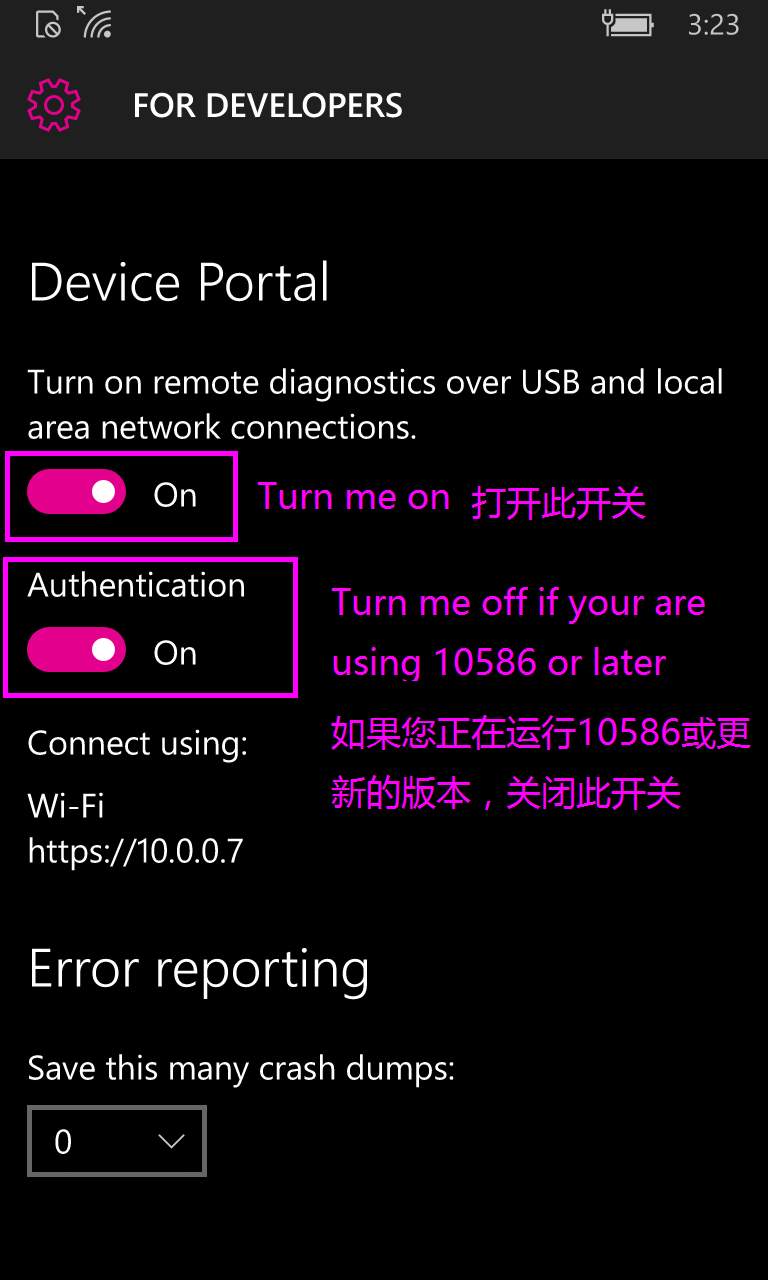 3:23
FOR DEVELOPERS
Device Portal
Turn on remote diagnostics over USB and local
area network connections.
On
Turn me on 打开此开关
Authentication
On
Turn me off if your are
using 10586 or later
如果您正在运行10586或更
新的版本，关闭此开关
Connect using:
Wi-Fi
https://10.0.0.7
Error reporting
Save this many crash dumps:
0